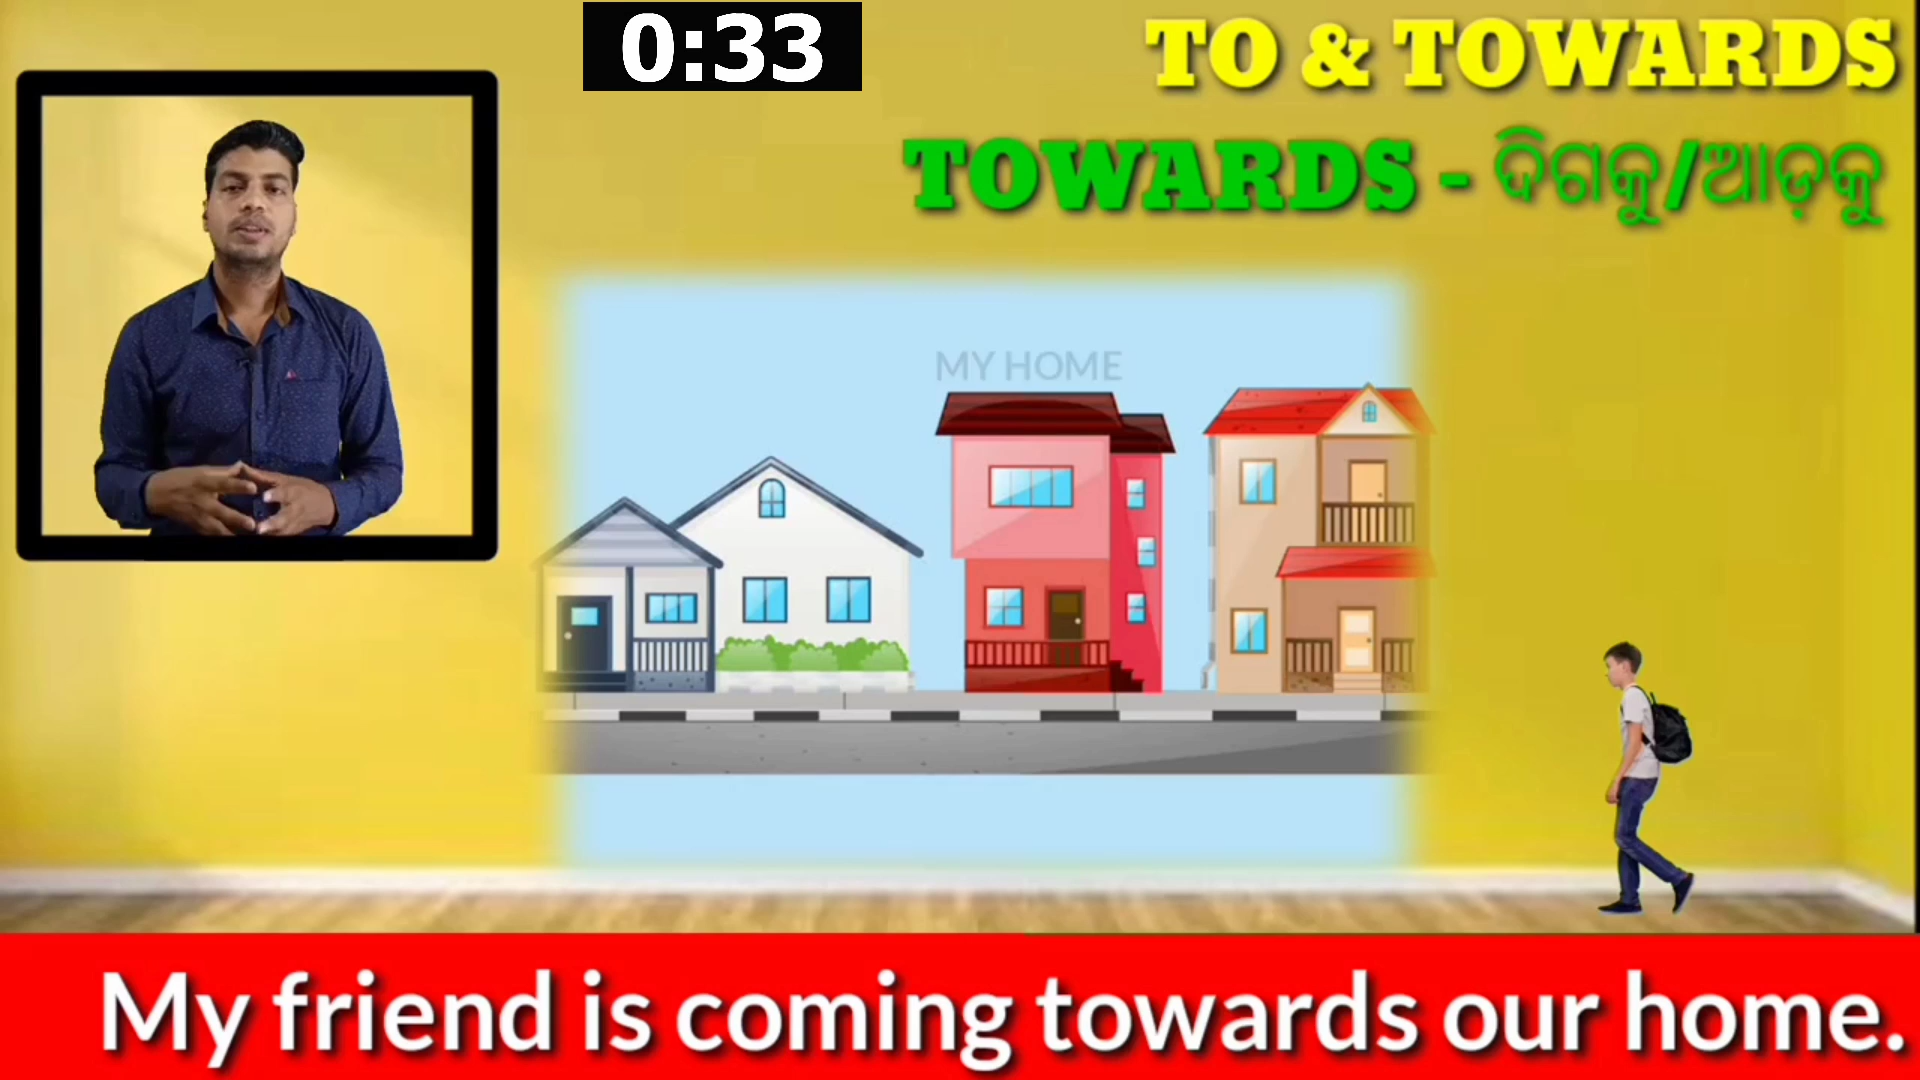 0:33
TO & TOWARDS
TOWARDS - ଦିଗକୁ/ଆଡ଼କୁ
MY HOME
My friend is coming towards our home.